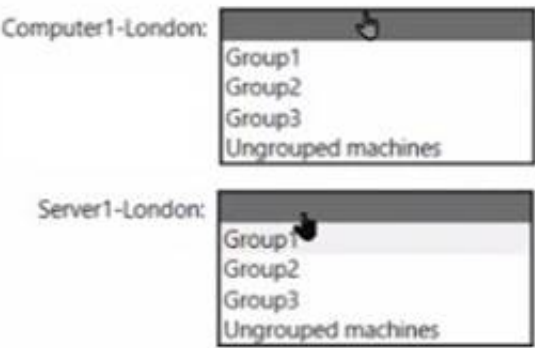 Computer1-London:
Group1
Group2
Group3
Ungrouped machines
Server1-London:
Group1
Group2
Group3
Ungrouped machines